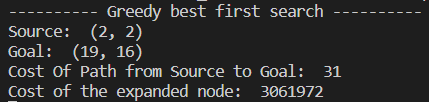 ---------- Greedy best first search ----------
Source:  (2, 2)
Goal:  (19, 16)
Cost Of Path from Source to Goal:  31
Cost of the expanded node:  3061972